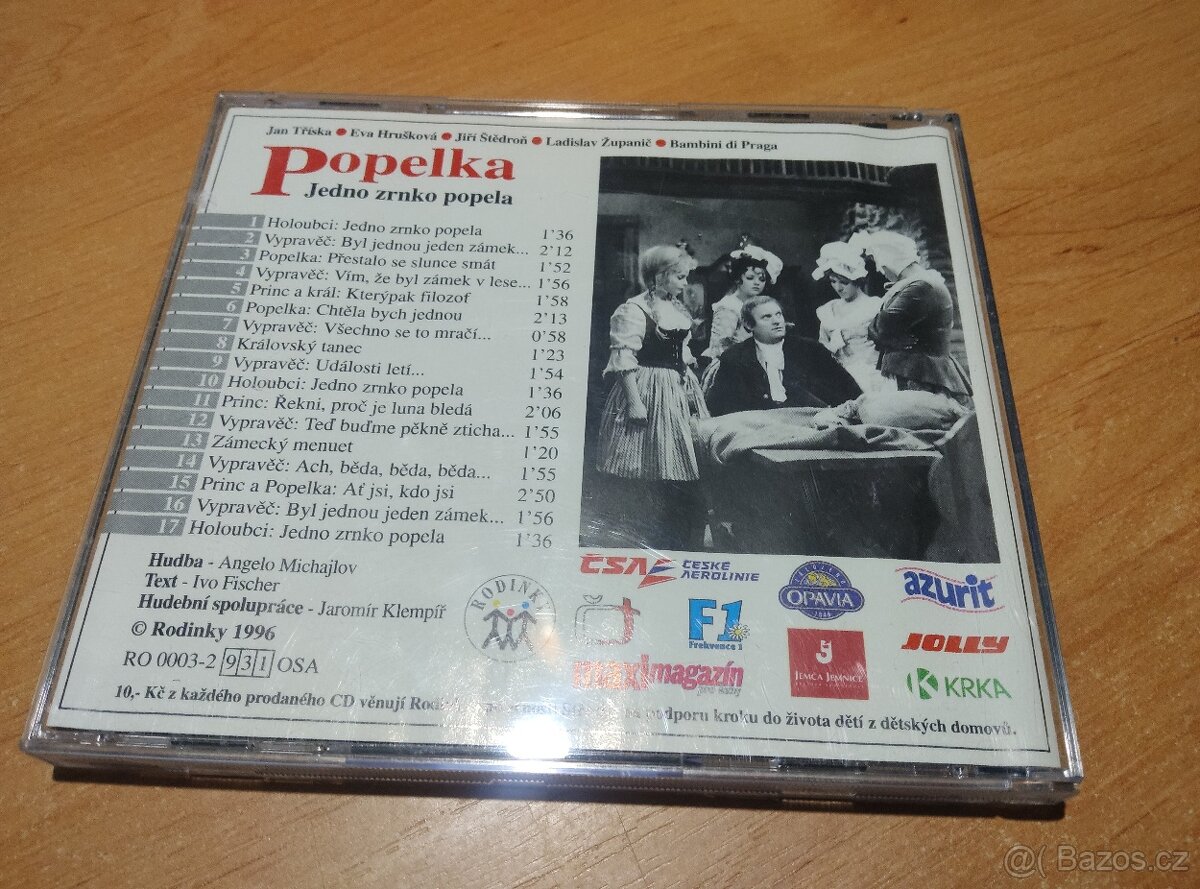 Jan Tříska ● Eva Hrušková ● Jiří Štědroň ● Ladislav Županič ● Bambini di Praga
Popelka
Jedno zrnko popela
1 Holoubci: Jedno zrnko popela 1'36
2 Vypravěč: Byl jednou jeden zámek... 2'12
3 Popelka: Přestalo se slunce smát 1'52
4 Vypravěč: Vím, že byl zámek v lese... 1'56
5 Princ a král: Kterýpak filozof 1'58
6 Popelka: Chtěla bych jednou 2'13
7 Vypravěč: Všechno se to mračí... 0'58
8 Královský tanec 1'23
9 Vypravěč: Události letí... 1'54
10 Holoubci: Jedno zrnko popela 1'36
11 Princ: Řekni, proč je luna bledá 2'06
12 Vypravěč: Teď buďme pěkně zticha... 1'55
13 Zámecký menuet 1'20
14 Vypravěč: Ach, běda, běda, běda... 1'55
15 Princ a Popelka: Ať jsi, kdo jsi 2'50
16 Vypravěč: Byl jednou jeden zámek... 1'56
17 Holoubci: Jedno zrnko popela 1'36
Hudba - Angelo Michajlov
Text - Ivo Fischer
Hudební spolupráce - Jaromír Klempíř
© Rodinky 1996
RO 0003-2 931 OSA
RODINKY
ČSA ČESKÉ AEROLINIE
OPAVIA
azurit
čt
F1
Frekvence 1
JEMČA JEMNICE
JOLLY
maximagazín
pro každý
KRKA
10,- Kč z každého prodaného CD věnují podporu kroku do života dětí z dětských domovů.
@( Bazos.cz